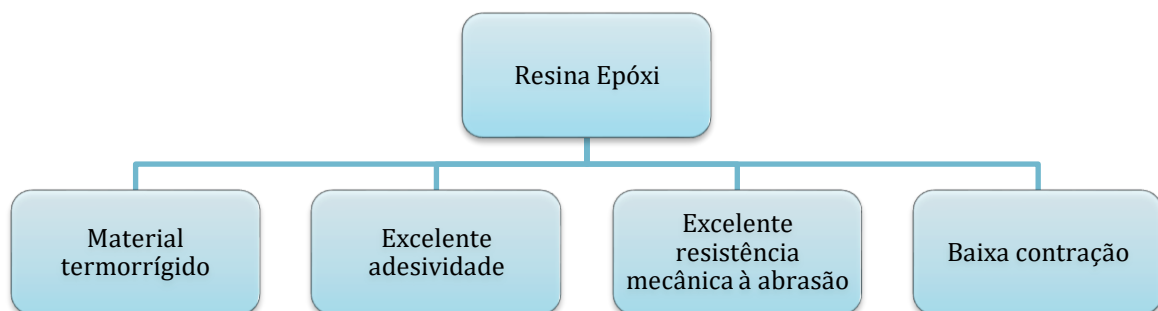 Resina Epóxi
Material
termorrígido
Excelente
adesividade
Excelente
resistência
mecânica à abrasão
Baixa contração